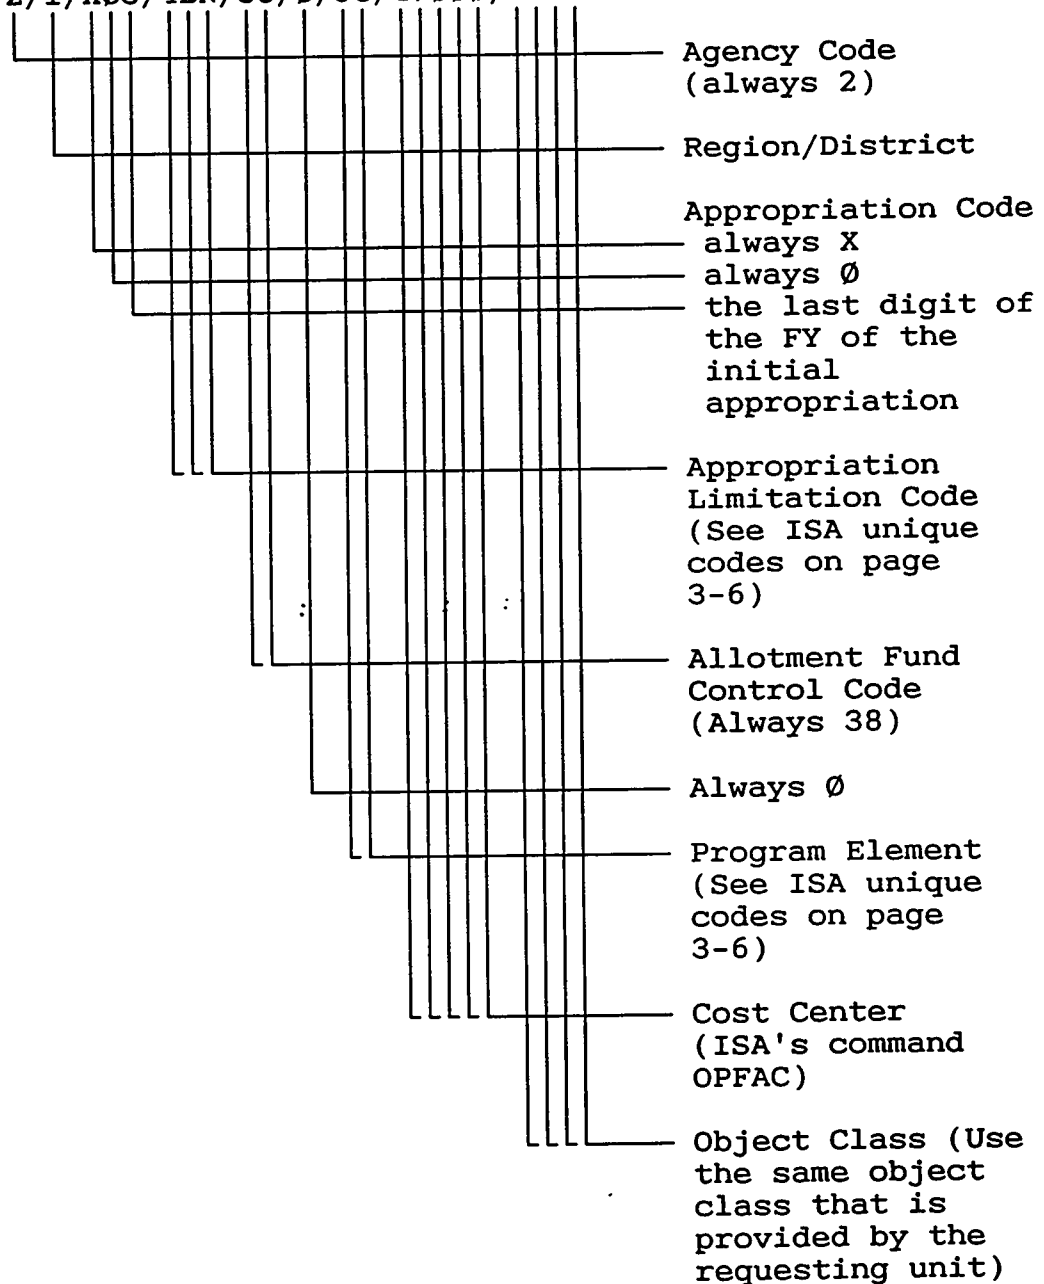 Agency Code
(always 2)
Region/District
Appropriation Code
always X
always Ø
the last digit of
the FY of the
initial
appropriation
Appropriation
Limitation Code
(See ISA unique
codes on page
3-6)
Allotment Fund
Control Code
(Always 38)
Always Ø
Program Element
(See ISA unique
codes on page
3-6)
Cost Center
(ISA's command
OPFAC)
Object Class (Use
the same object
class that is
provided by the
requesting unit)